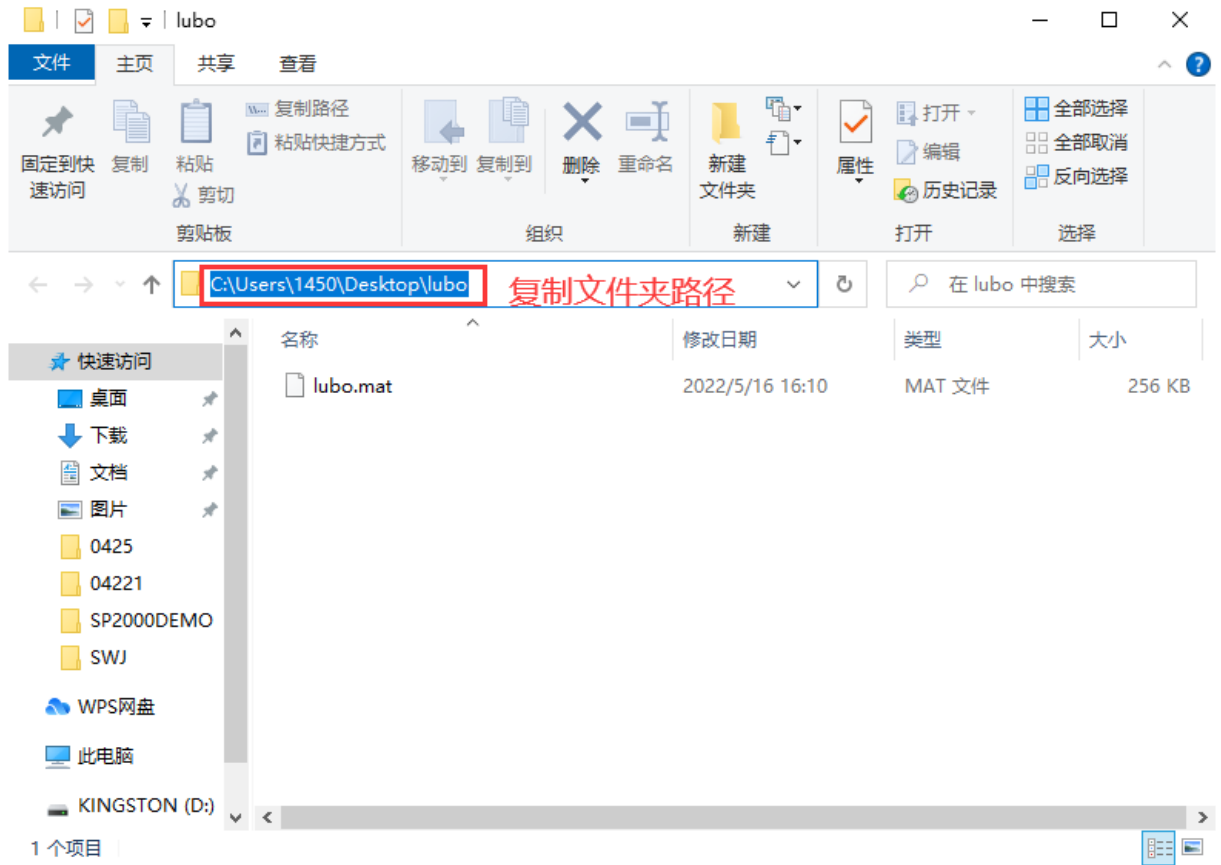 lubo
文件 主页 共享 查看
固定到快速访问
复制
粘贴
剪切
复制路径
粘贴快捷方式
剪贴板
移动到 复制到 删除 重命名
组织
新建文件夹
新建
属性
打开
编辑
历史记录
打开
全部选择
全部取消
反向选择
选择
C:\Users\1450\Desktop\lubo 复制文件夹路径
在 lubo 中搜索
名称 修改日期 类型 大小
lubo.mat 2022/5/16 16:10 MAT 文件 256 KB
快速访问
桌面
下载
文档
图片
0425
04221
SP2000DEMO
SWJ
WPS网盘
此电脑
KINGSTON (D:)
1 个项目